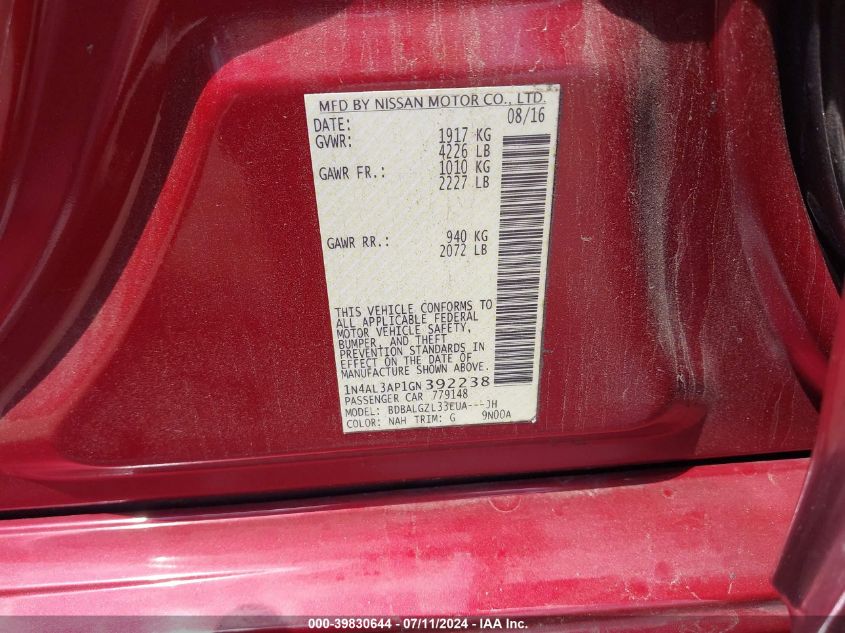 MFD BY NISSAN MOTOR CO., LTD.
DATE: 08/16
GVWR: 1917 KG
4226 LB
GAWR FR.: 1010 KG
2227 LB
GAWR RR.: 940 KG
2072 LB
THIS VEHICLE CONFORMS TO
ALL APPLICABLE FEDERAL
MOTOR VEHICLE SAFETY,
BUMPER, AND THEFT
PREVENTION STANDARDS IN
EFFECT ON THE DATE OF
MANUFACTURE SHOWN ABOVE.
1N4AL3AP1GN392238
PASSENGER CAR 779148
MODEL: BDBALGZL33EUA---JH
COLOR: NAH TRIM: G 9N00A
000-39830644 - 07/11/2024 - IAA Inc.